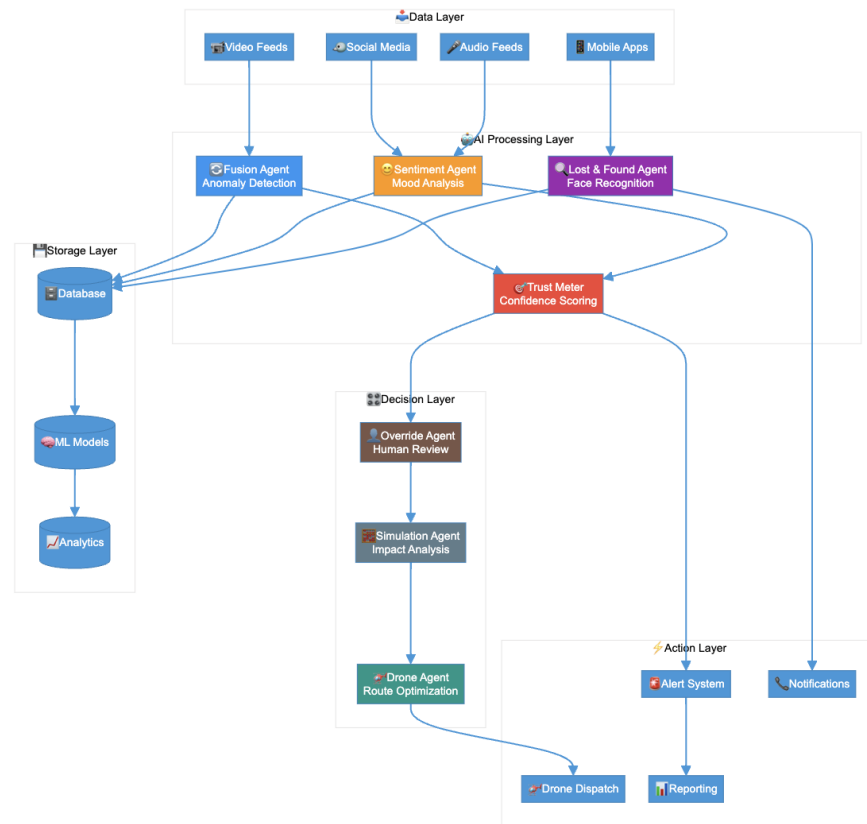 📥Data Layer
📹Video Feeds
🐦Social Media
🎤Audio Feeds
📱Mobile Apps
🤖AI Processing Layer
🔄Fusion Agent
Anomaly Detection
😊Sentiment Agent
Mood Analysis
🔍Lost & Found Agent
Face Recognition
💾Storage Layer
🗄️Database
🎯Trust Meter
Confidence Scoring
🎛️Decision Layer
👤Override Agent
Human Review
🧠ML Models
📈Analytics
🧱Simulation Agent
Impact Analysis
⚡Action Layer
🚁Drone Agent
Route Optimization
🚨Alert System
📞Notifications
🚁Drone Dispatch
📊Reporting